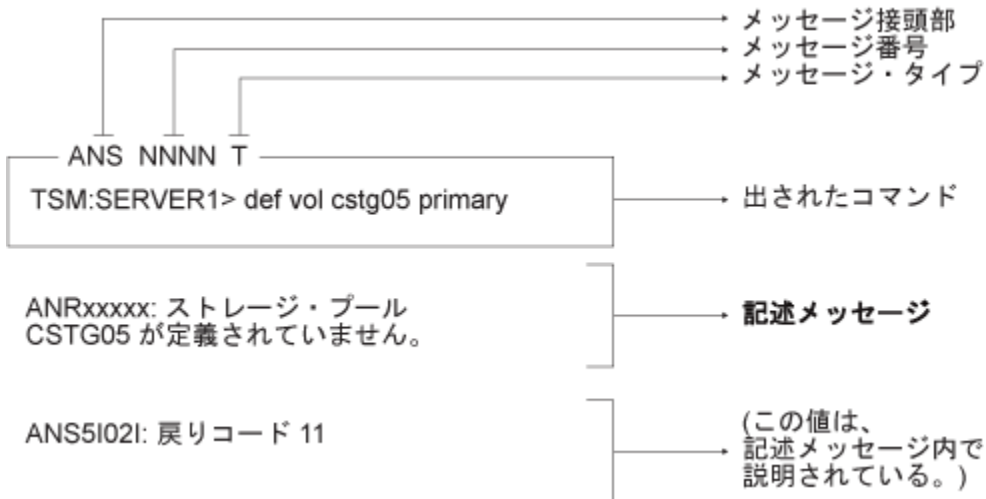 メッセージ接頭部
メッセージ番号
メッセージ・タイプ
ANS NNNN T
TSM:SERVER1> def vol cstg05 primary
出されたコマンド
ANRxxxxx: ストレージ・プール
CSTG05 が定義されていません。
記述メッセージ
ANS5I02I: 戻りコード 11
(この値は、
記述メッセージ内で
説明されている。)